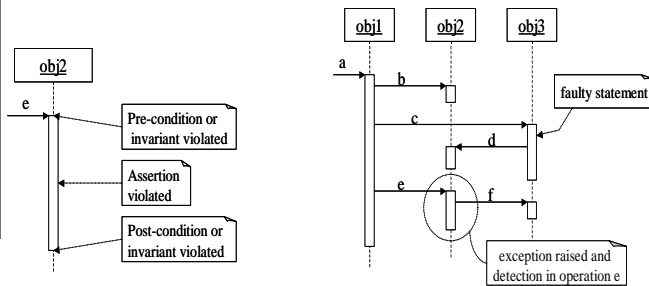 obj2
e
Pre-condition or
invariant violated
Assertion
violated
Post-condition or
invariant violated
obj1
obj2
obj3
a
b
faulty statement
c
d
e
f
exception raised and
detection in operation e